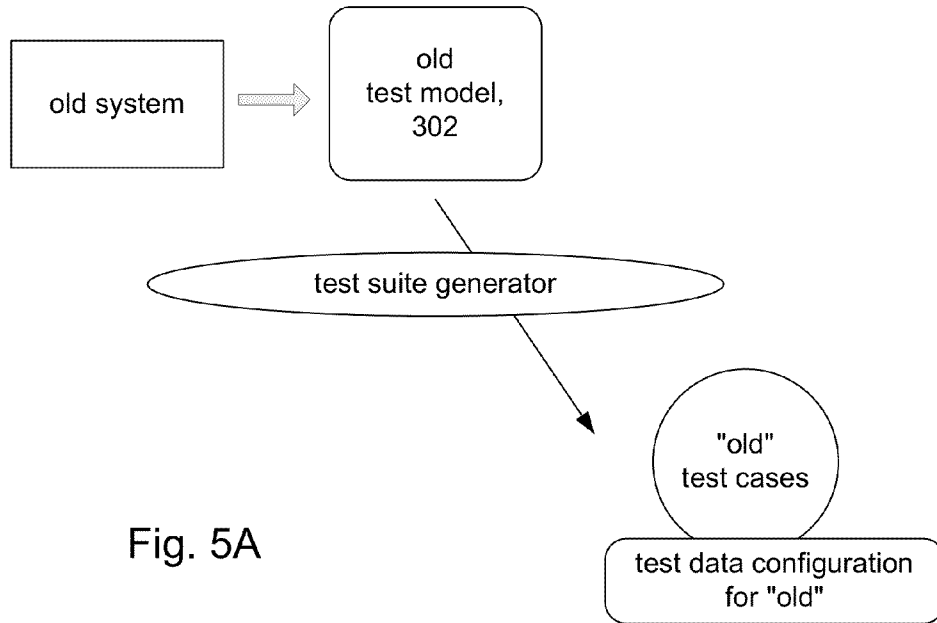 old system
old
test model,
302
test suite generator
"old"
test cases
Fig. 5A
test data configuration
for "old"